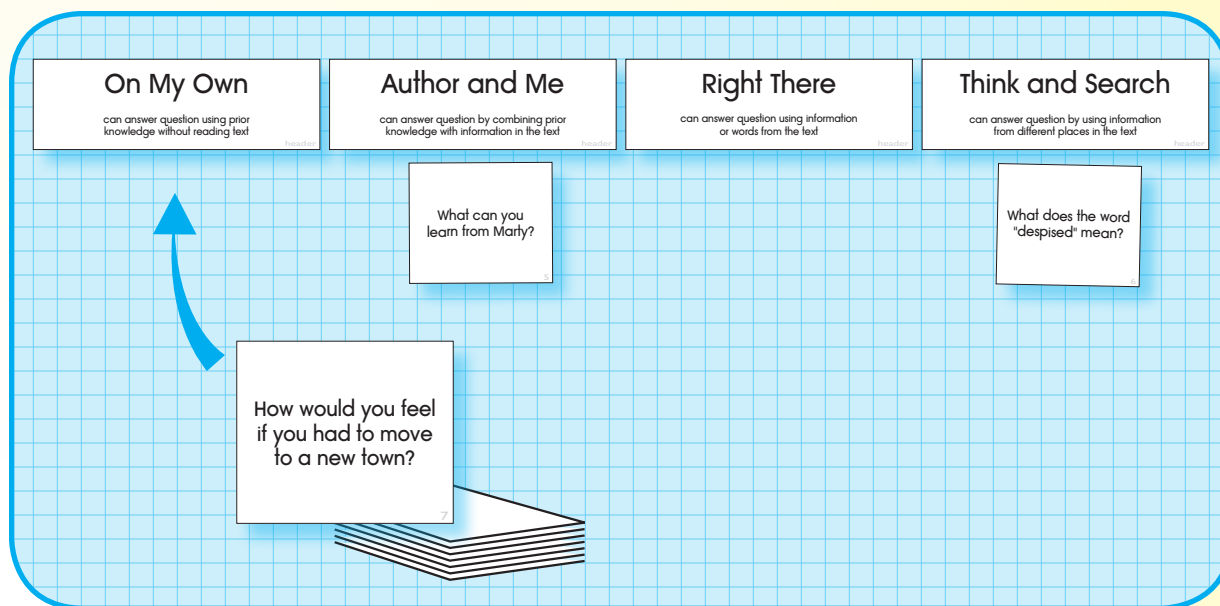 On My Own
can answer question using prior
knowledge without reading text
header
Author and Me
can answer question by combining prior
knowledge with information in the text
header
Right There
can answer question using information
or words from the text
header
Think and Search
can answer question by using information
from different places in the text
header
What can you
learn from Marty?
5
What does the word
"despised" mean?
6
How would you feel
if you had to move
to a new town?
7